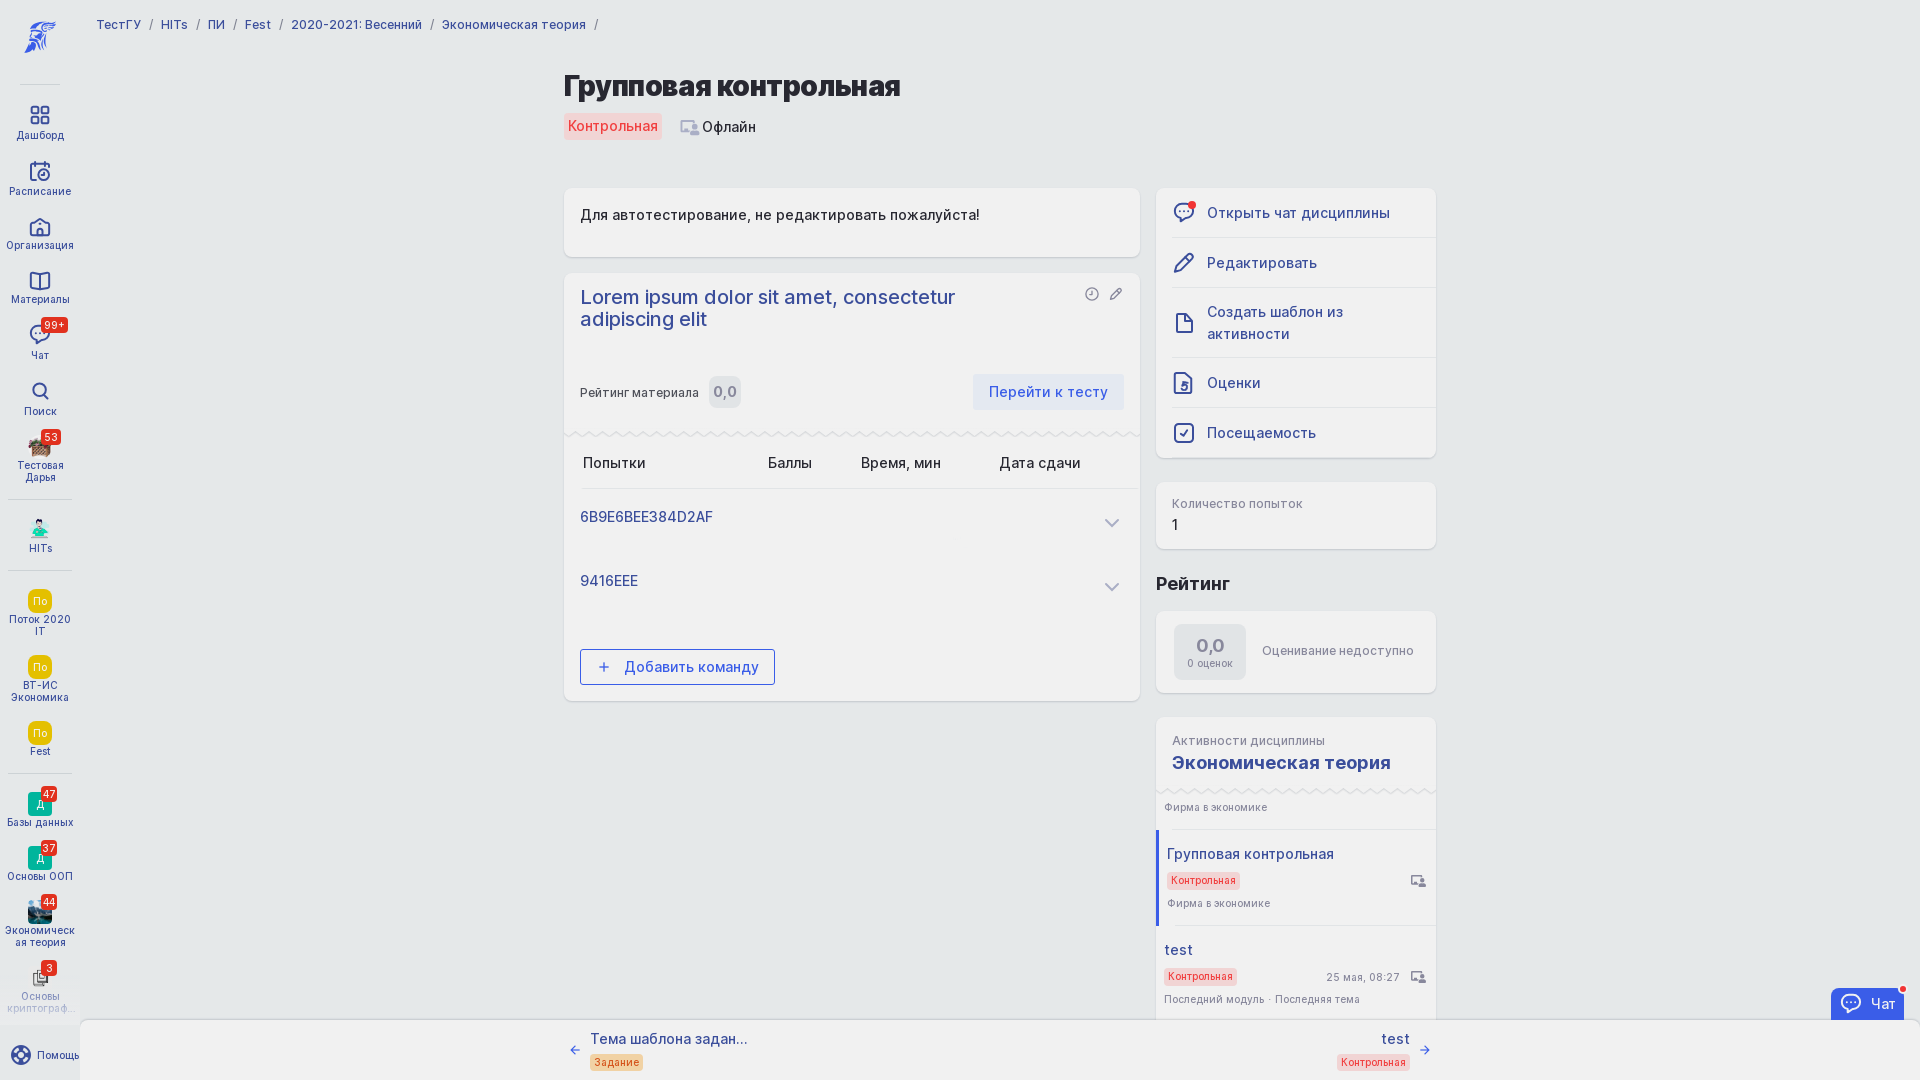 ТестГУ / HITs / ПИ / Fest / 2020-2021: Весенний / Экономическая теория /
Групповая контрольная
Контрольная Офлайн
Дашборд
Расписание
Организация
Материалы
99+
Чат
Поиск
53
Тестовая
Дарья
HITs
По
Поток 2020
IT
По
ВТ-ИС
Экономика
По
Fest
47
Д
Базы данных
37
Д
Основы ООП
44
Экономическ
ая теория
3
Основы
криптограф...
Помощь
Для автотестирование, не редактировать пожалуйста!
Lorem ipsum dolor sit amet, consectetur
adipiscing elit
Рейтинг материала 0,0 Перейти к тесту
Попытки Баллы Время, мин Дата сдачи
6B9E6BEE384D2AF
9416EEE
+ Добавить команду
Открыть чат дисциплины
Редактировать
Создать шаблон из
активности
Оценки
Посещаемость
Количество попыток
1
Рейтинг
0,0
0 оценок
Оценивание недоступно
Активности дисциплины
Экономическая теория
Фирма в экономике
Групповая контрольная
Контрольная
Фирма в экономике
test
Контрольная 25 мая, 08:27
Последний модуль · Последняя тема
Чат
Тема шаблона задан...
Задание
test
Контрольная